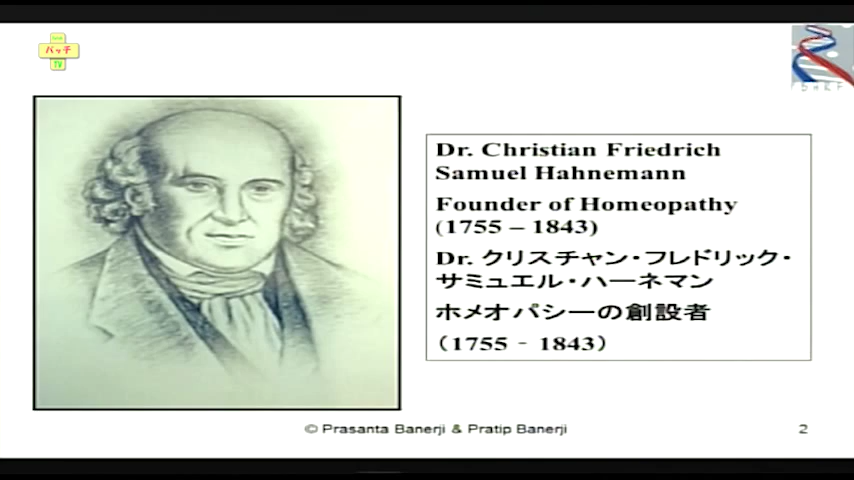 バッチ
TV
Dr. Christian Friedrich
Samuel Hahnemann
Founder of Homeopathy
(1755 – 1843)
Dr. クリスチャン・フレドリック・
サミュエル・ハーネマン
ホメオパシーの創設者
（1755 - 1843）
© Prasanta Banerji & Pratip Banerji
2